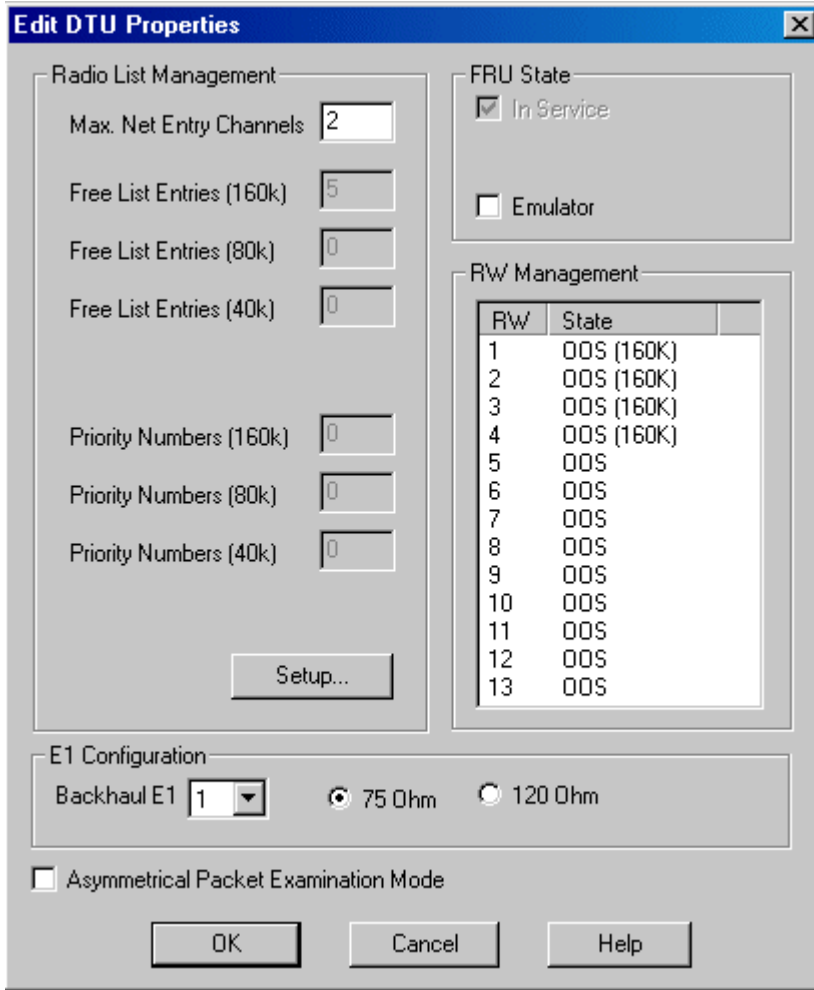 Edit DTU Properties
Radio List Management
Max. Net Entry Channels 2
Free List Entries (160k) 5
Free List Entries (80k) 0
Free List Entries (40k) 0
Priority Numbers (160k) 0
Priority Numbers (80k) 0
Priority Numbers (40k) 0
Setup...
FRU State
In Service
Emulator
RW Management
RW State
1 OOS (160K)
2 OOS (160K)
3 OOS (160K)
4 OOS (160K)
5 OOS
6 OOS
7 OOS
8 OOS
9 OOS
10 OOS
11 OOS
12 OOS
13 OOS
E1 Configuration
Backhaul E1 1 75 Ohm 120 Ohm
Asymmetrical Packet Examination Mode
OK Cancel Help